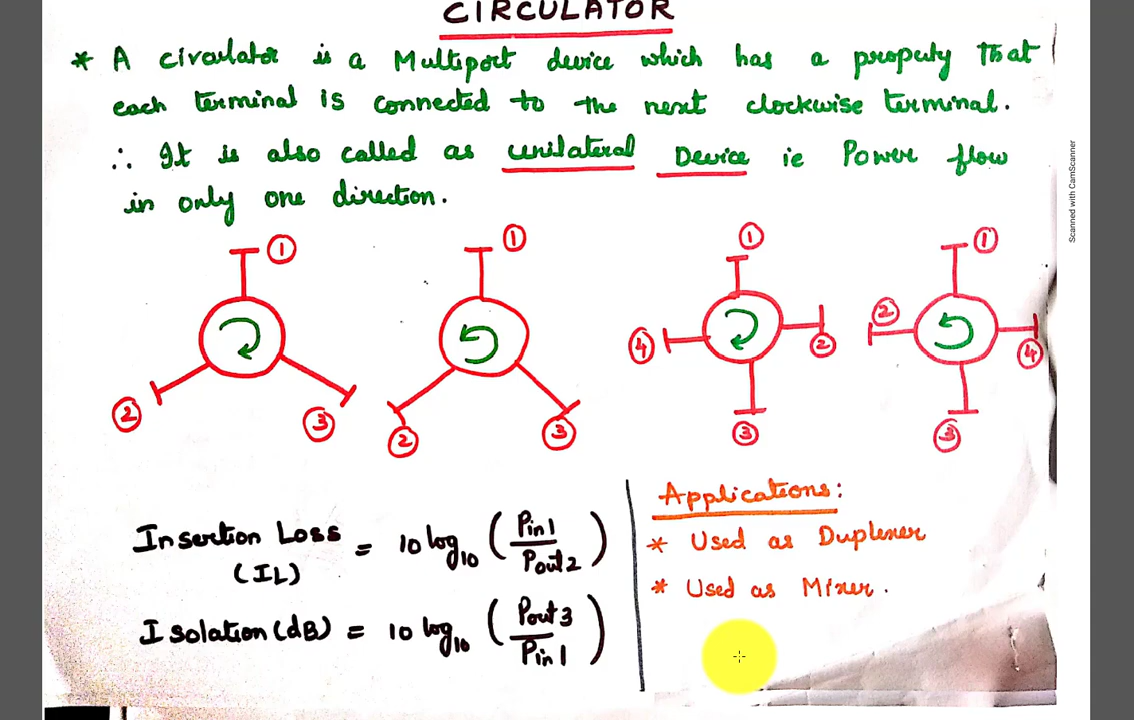 CIRCULATOR
* A circulator is a Multiport device which has a property that
each terminal is connected to the next clockwise terminal.
∴ It is also called as unilateral Device ie Power flow
in only one direction.
① ① ① ①
② ③ ② ③ ④ ② ③ ② ④ ③
Insertion Loss (IL) = 10 log₁₀ (Pin1 / Pout2)
Isolation (dB) = 10 log₁₀ (Pout3 / Pin1)
Applications:
* Used as Duplexer
* Used as Mixer.
Scanned with CamScanner